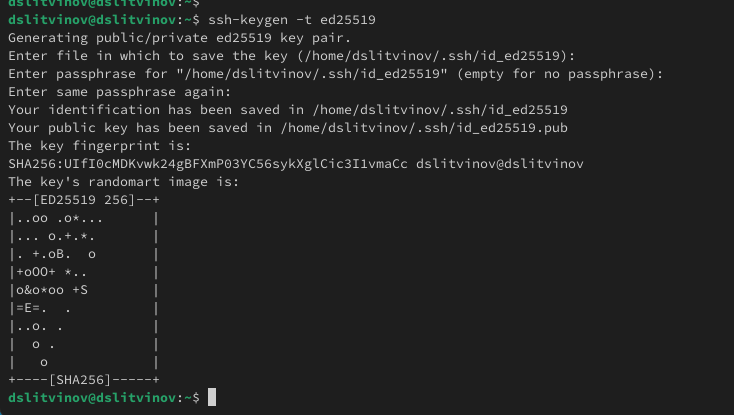 dslitvinov@dslitvinov:~$
dslitvinov@dslitvinov:~$ ssh-keygen -t ed25519
Generating public/private ed25519 key pair.
Enter file in which to save the key (/home/dslitvinov/.ssh/id_ed25519):
Enter passphrase for "/home/dslitvinov/.ssh/id_ed25519" (empty for no passphrase):
Enter same passphrase again:
Your identification has been saved in /home/dslitvinov/.ssh/id_ed25519
Your public key has been saved in /home/dslitvinov/.ssh/id_ed25519.pub
The key fingerprint is:
SHA256:UIfI0cMDKvwk24gBFXmP03YC56sykXglCic3I1vmaCc dslitvinov@dslitvinov
The key's randomart image is:
+--[ED25519 256]--+
|..oo .o*...      |
|... o.+.*.       |
|. +.oB.  o       |
|+oOO+ *..        |
|o&o*oo +S        |
|=E=.  .          |
|..o. .           |
|  o .            |
|   o             |
+----[SHA256]-----+
dslitvinov@dslitvinov:~$